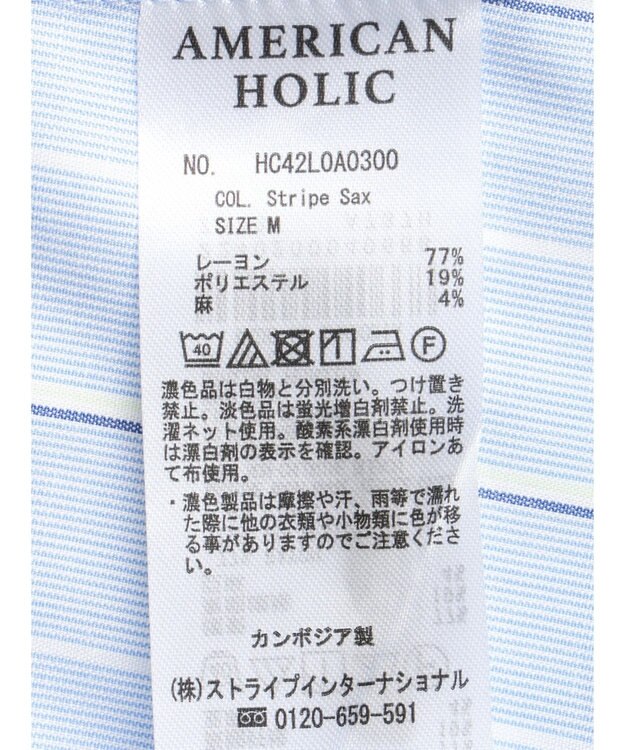 AMERICAN
HOLIC
NO. HC42L0A0300
COL. Stripe Sax
SIZE M
レーヨン 77%
ポリエステル 19%
麻 4%
40 F
濃色品は白物と分別洗い。つけ置き
禁止。淡色品は蛍光増白剤禁止。洗
濯ネット使用。酸素系漂白剤使用時
は漂白剤の表示を確認。アイロンあ
て布使用。
・濃色製品は摩擦や汗、雨等で濡れ
た際に他の衣類や小物類に色が移
る事がありますのでご注意くださ
い。
カンボジア製
(株)ストライプインターナショナル
0120-659-591